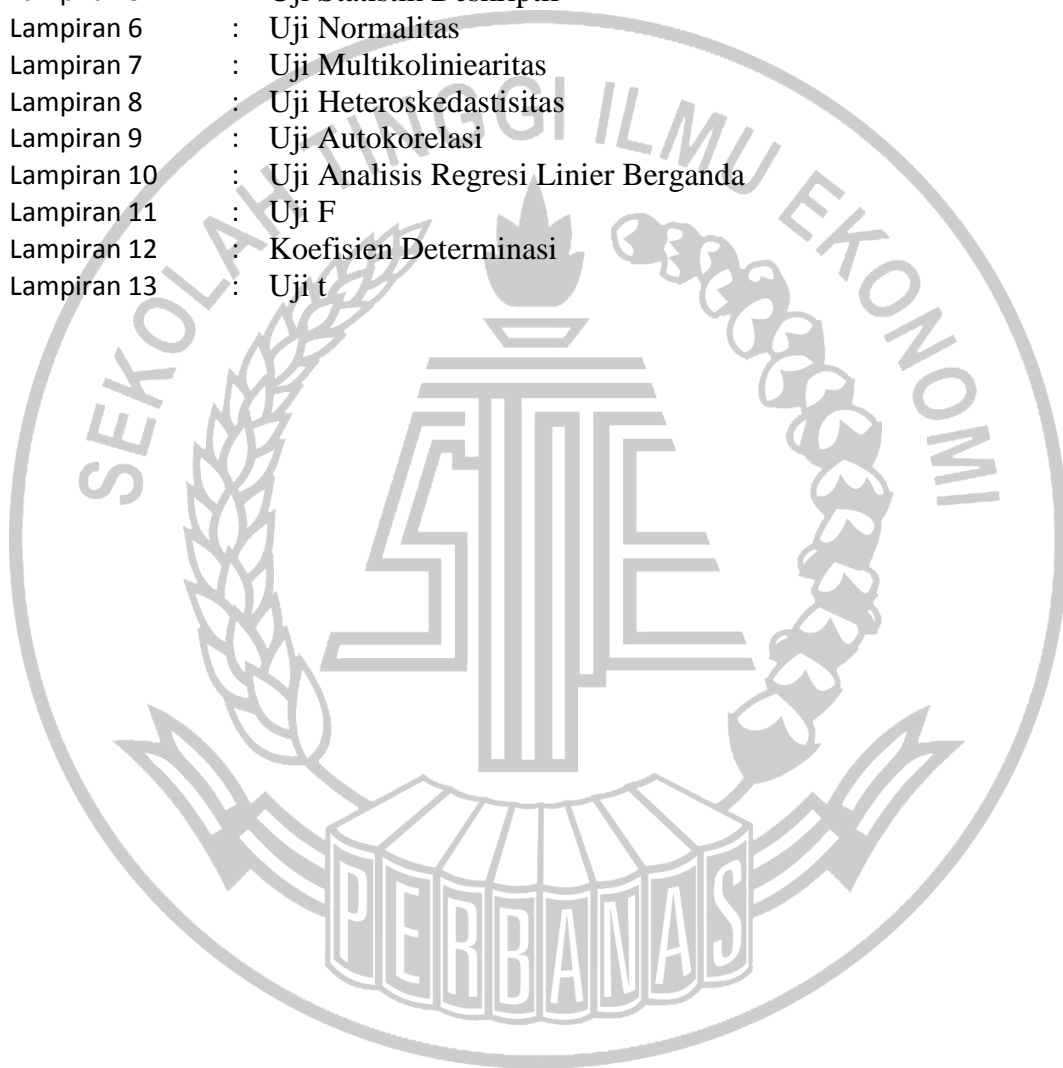 Lampiran 6 : Uji Normalitas
Lampiran 7 : Uji Multikoliniearitas
Lampiran 8 : Uji Heteroskedastisitas
Lampiran 9 : Uji Autokorelasi
Lampiran 10 : Uji Analisis Regresi Linier Berganda
Lampiran 11 : Uji F
Lampiran 12 : Koefisien Determinasi
Lampiran 13 : Uji t
SEKOLAH TINGGI ILMU EKONOMI
STIE
PERBANAS